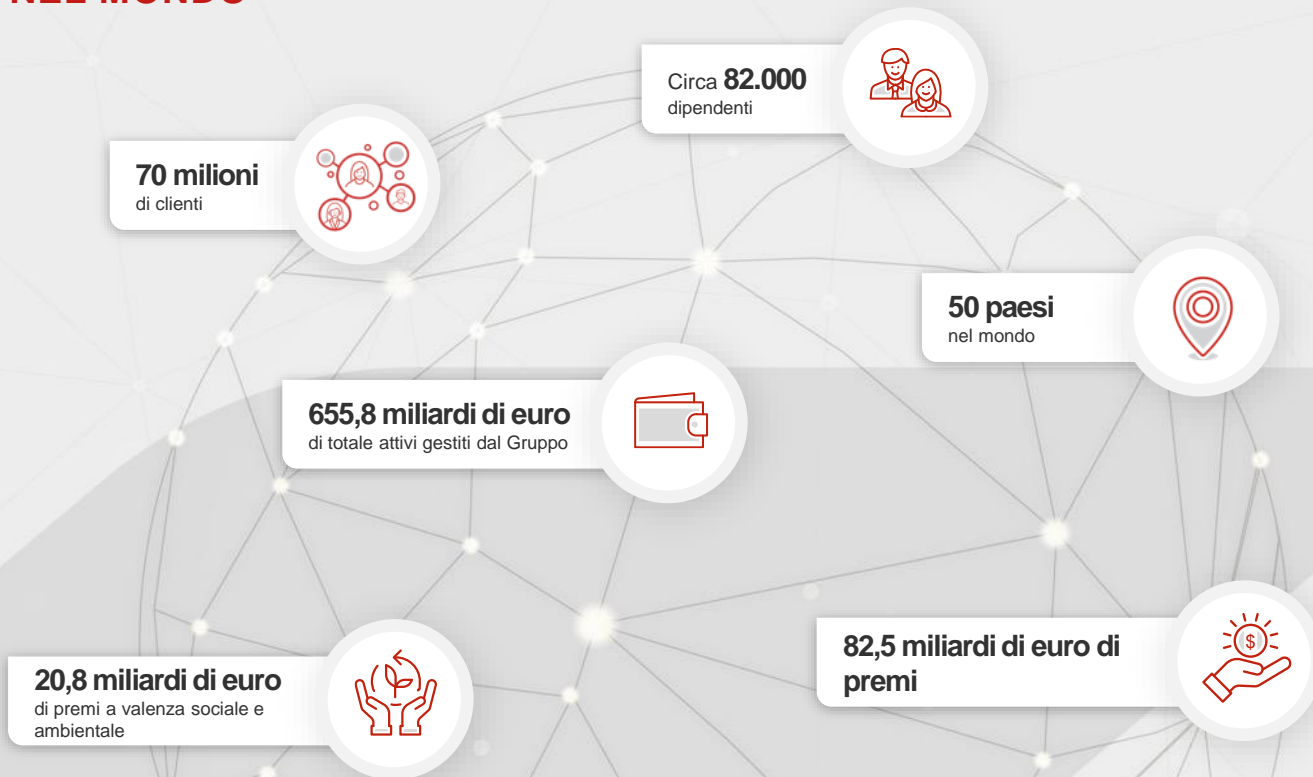 NEL MONDO
Circa 82.000
dipendenti
70 milioni
di clienti
50 paesi
nel mondo
655,8 miliardi di euro
di totale attivi gestiti dal Gruppo
82,5 miliardi di euro di
premi
$
20,8 miliardi di euro
di premi a valenza sociale e
ambientale